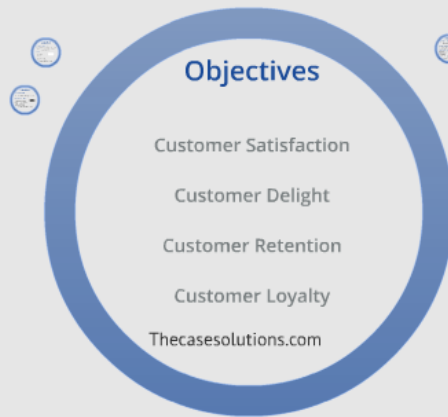 Objectives
Customer Satisfaction
Customer Delight
Customer Retention
Customer Loyalty
Thecasesolutions.com